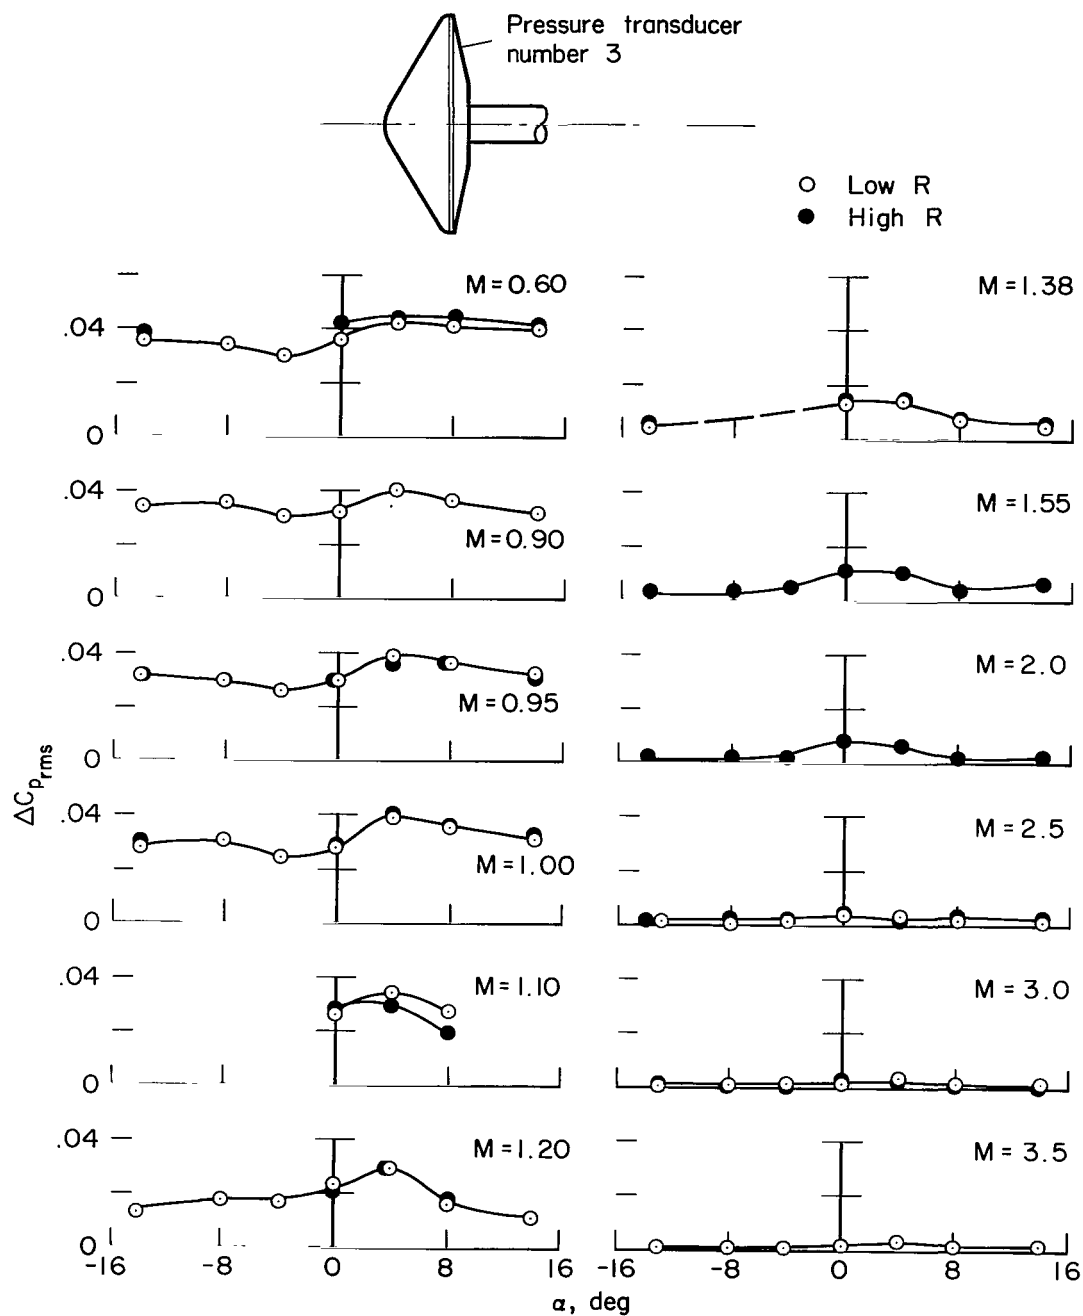 Pressure transducer
number 3
Low R
High R
M = 0.60
.04
0
M = 0.90
.04
0
M = 0.95
.04
0
M = 1.00
.04
0
M = 1.10
.04
0
M = 1.20
.04
0
-16 -8 0 8 16
ΔCp rms
M = 1.38
M = 1.55
M = 2.0
M = 2.5
M = 3.0
M = 3.5
-16 -8 0 8 16
α, deg